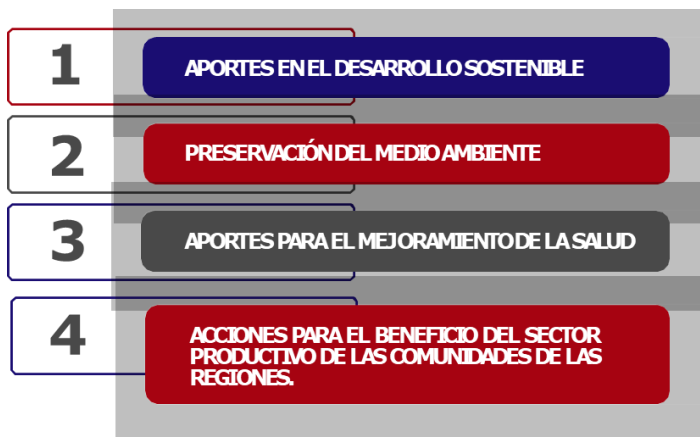 1
APORTES EN EL DESARROLLO SOSTENIBLE
2
PRESERVACIÓN DEL MEDIO AMBIENTE
3
APORTES PARA EL MEJORAMIENTO DE LA SALUD
4
ACCIONES PARA EL BENEFICIO DEL SECTOR
PRODUCTIVO DE LAS COMUNIDADES DE LAS
REGIONES.